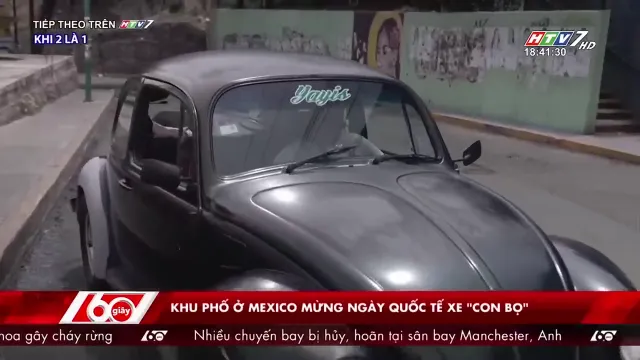 TIẾP THEO TRÊN HTV7
KHI 2 LÀ 1
HTV7 HD
18:41:30
Yayis
60 giây
KHU PHỐ Ở MEXICO MỪNG NGÀY QUỐC TẾ XE "CON BỌ"
hoa gây cháy rừng 60 Nhiều chuyến bay bị hủy, hoãn tại sân bay Manchester, Anh 60